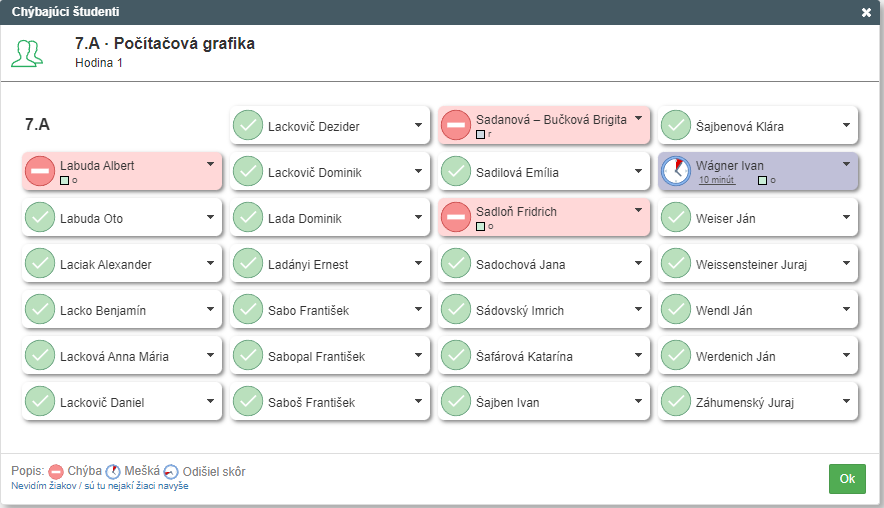 Chýbajúci študenti
7.A · Počítačová grafika
Hodina 1
7.A
Labuda Albert
o
Labuda Oto
Laciak Alexander
Lacko Benjamín
Lacková Anna Mária
Lackovič Daniel
Lackovič Dezider
Lackovič Dominik
Lada Dominik
Ladányi Ernest
Sabo František
Sabopal František
Saboš František
Sadanová – Bučková Brigita
r
Sadilová Emília
Sadloň Fridrich
o
Sadochová Jana
Sádovský Imrich
Šafárová Katarína
Šajben Ivan
Šajbenová Klára
Wágner Ivan
10 minút o
Weiser Ján
Weissensteiner Juraj
Wendl Ján
Werdenich Ján
Záhumenský Juraj
Popis: Chýba Mešká Odišiel skôr
Nevidím žiakov / sú tu nejakí žiaci navyše
Ok